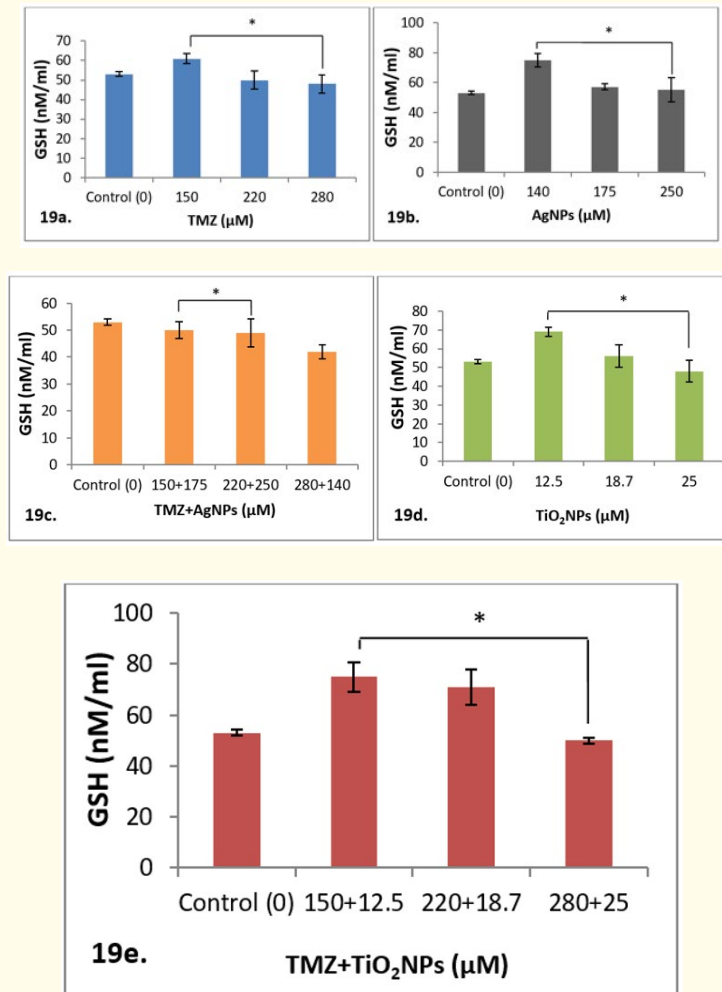 *
70
60
50
40
30
20
10
0
GSH (nM/ml)
Control (0) 150 220 280
19a. TMZ (µM)
*
100
80
60
40
20
0
GSH (nM/ml)
Control (0) 140 175 250
19b. AgNPs (µM)
*
60
50
40
30
20
10
0
GSH (nM/ml)
Control (0) 150+175 220+250 280+140
19c. TMZ+AgNPs (µM)
*
80
70
60
50
40
30
20
10
0
GSH (nM/ml)
Control (0) 12.5 18.7 25
19d. TiO₂NPs (µM)
*
100
80
60
40
20
0
GSH (nM/ml)
Control (0) 150+12.5 220+18.7 280+25
19e. TMZ+TiO₂NPs (µM)